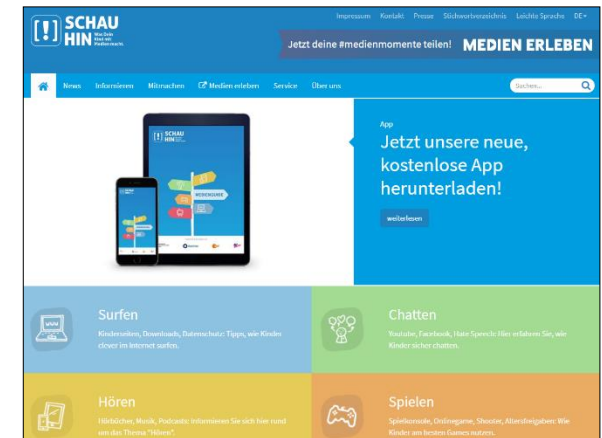 Impressum Kontakt Presse Stichwortverzeichnis Leichte Sprache DE
[!] SCHAU
HIN Was Dein Kind mit Medien macht.
Jetzt deine #medienmomente teilen! MEDIEN ERLEBEN
News Informieren Mitmachen Medien erleben Service Über uns
Suchen...
App
Jetzt unsere neue,
kostenlose App
herunterladen!
weiterlesen
[!] SCHAU
HIN
MEDIENGUIDE
Surfen
Kinderseiten, Downloads, Datenschutz: Tipps, wie Kinder
clever im Internet surfen.
Chatten
Youtube, Facebook, Hate Speech: Hier erfahren Sie, wie
Kinder sicher chatten.
Hören
Hörbücher, Musik, Podcasts: Informieren Sie sich hier rund
um das Thema "Hören".
Spielen
Spielkonsole, Onlinegame, Shooter, Altersfreigaben: Wie
Kinder am besten Games nutzen.